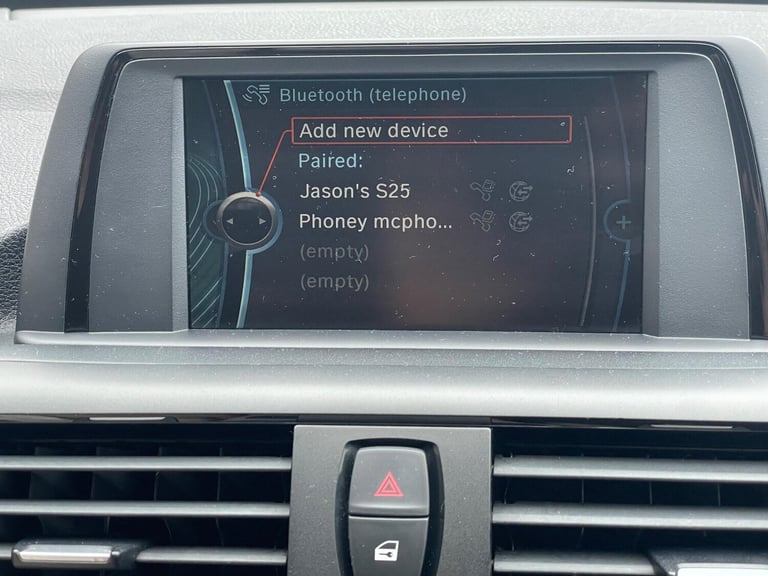 Bluetooth (telephone)
Add new device
Paired:
Jason's S25
Phoney mcpho...
(empty)
(empty)